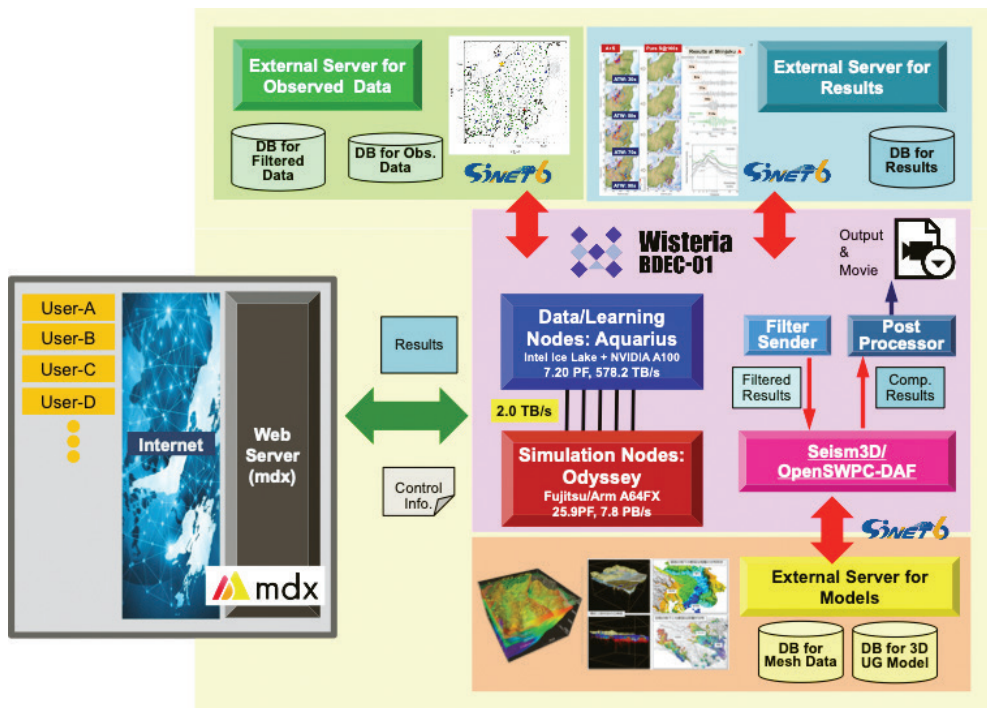 External Server for
Observed Data
DB for
Filtered
Data
DB for Obs.
Data
SINET6
Results at Shinjuku
External Server for
Results
DB for
Results
SINET6
Wisteria
BDEC-01
Output
&
Movie
User-A
User-B
User-C
User-D
Internet
Web
Server
(mdx)
mdx
Results
Control
Info.
Data/Learning
Nodes: Aquarius
Intel Ice Lake + NVIDIA A100
7.20 PF, 578.2 TB/s
2.0 TB/s
Simulation Nodes:
Odyssey
Fujitsu/Arm A64FX
25.9PF, 7.8 PB/s
Filter
Sender
Post
Processor
Filtered
Results
Comp.
Results
Seism3D/
OpenSWPC-DAF
SINET6
External Server for
Models
DB for
Mesh Data
DB for 3D
UG Model